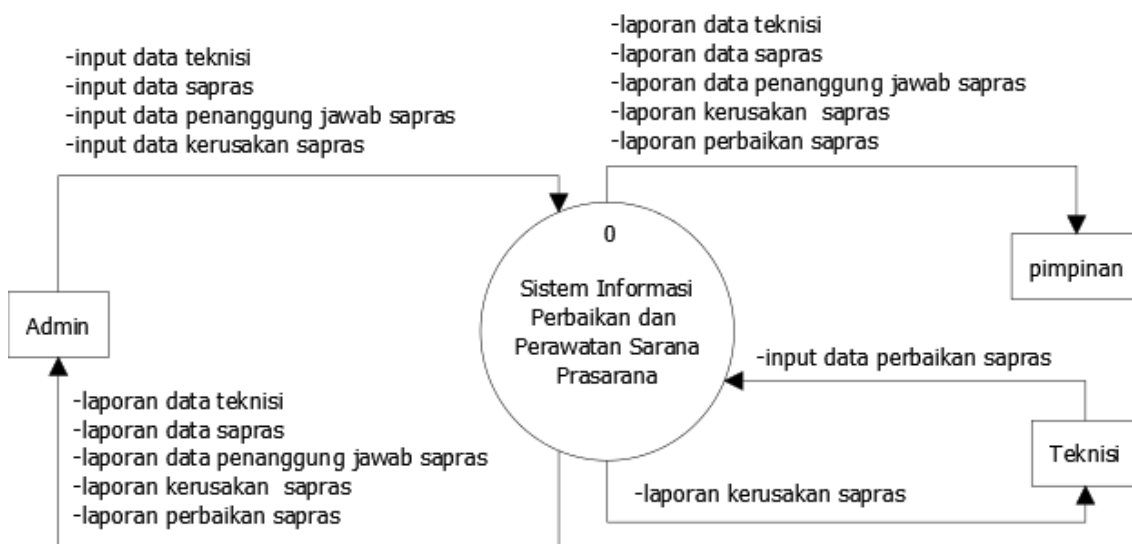 -input data teknisi
-input data sapras
-input data penanggung jawab sapras
-input data kerusakan sapras
-laporan data teknisi
-laporan data sapras
-laporan data penanggung jawab sapras
-laporan kerusakan  sapras
-laporan perbaikan sapras
0
Sistem Informasi
Perbaikan dan
Perawatan Sarana
Prasarana
pimpinan
Admin
-input data perbaikan sapras
-laporan data teknisi
-laporan data sapras
-laporan data penanggung jawab sapras
-laporan kerusakan  sapras
-laporan perbaikan sapras
Teknisi
-laporan kerusakan sapras